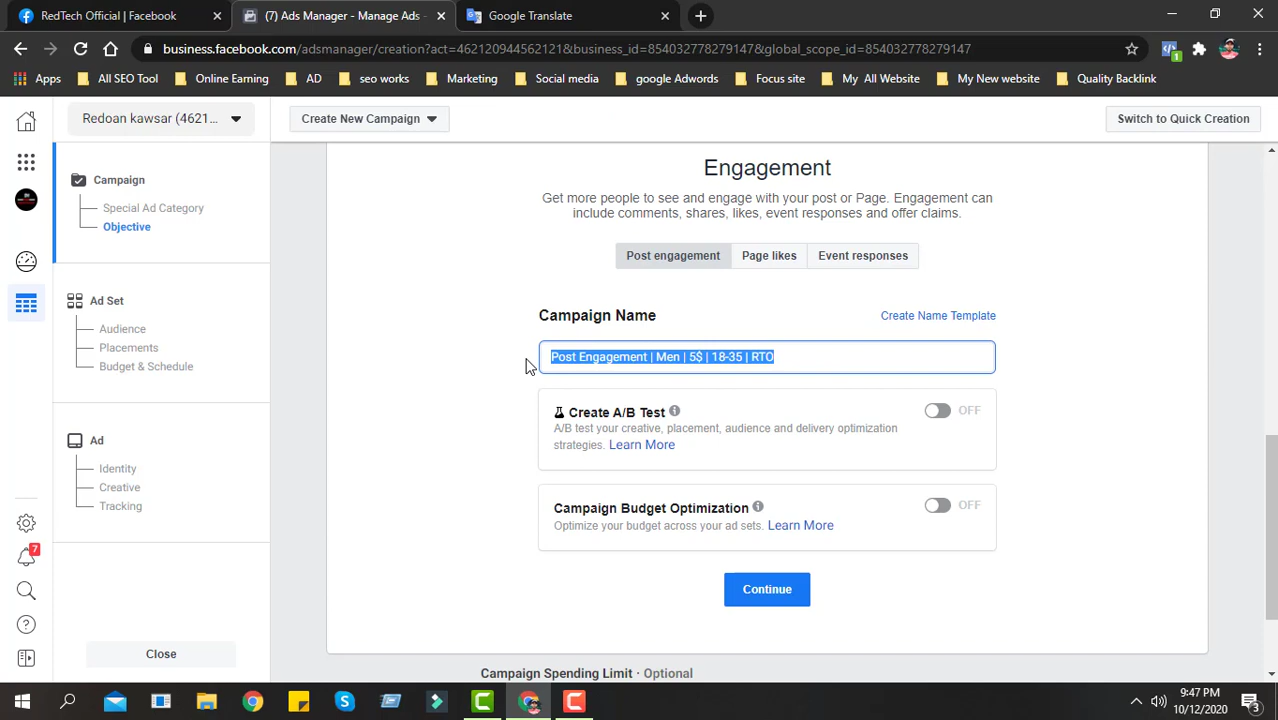 RedTech Official | Facebook
(7) Ads Manager - Manage Ads -
Google Translate
business.facebook.com/adsmanager/creation?act=462120944562121&business_id=854032778279147&global_scope_id=854032778279147
Apps
All SEO Tool
Online Earning
AD
seo works
Marketing
Social media
google Adwords
Focus site
My All Website
My New website
Quality Backlink
Redoan kawsar (4621...
Create New Campaign
Switch to Quick Creation
Campaign
Special Ad Category
Objective
Ad Set
Audience
Placements
Budget & Schedule
Ad
Identity
Creative
Tracking
Close
7
Engagement
Get more people to see and engage with your post or Page. Engagement can
include comments, shares, likes, event responses and offer claims.
Post engagement
Page likes
Event responses
Campaign Name
Create Name Template
Post Engagement | Men | 5$ | 18-35 | RTO
Create A/B Test
OFF
A/B test your creative, placement, audience and delivery optimization
strategies. Learn More
Campaign Budget Optimization
OFF
Optimize your budget across your ad sets. Learn More
Continue
Campaign Spending Limit · Optional
9:47 PM
10/12/2020
3
1